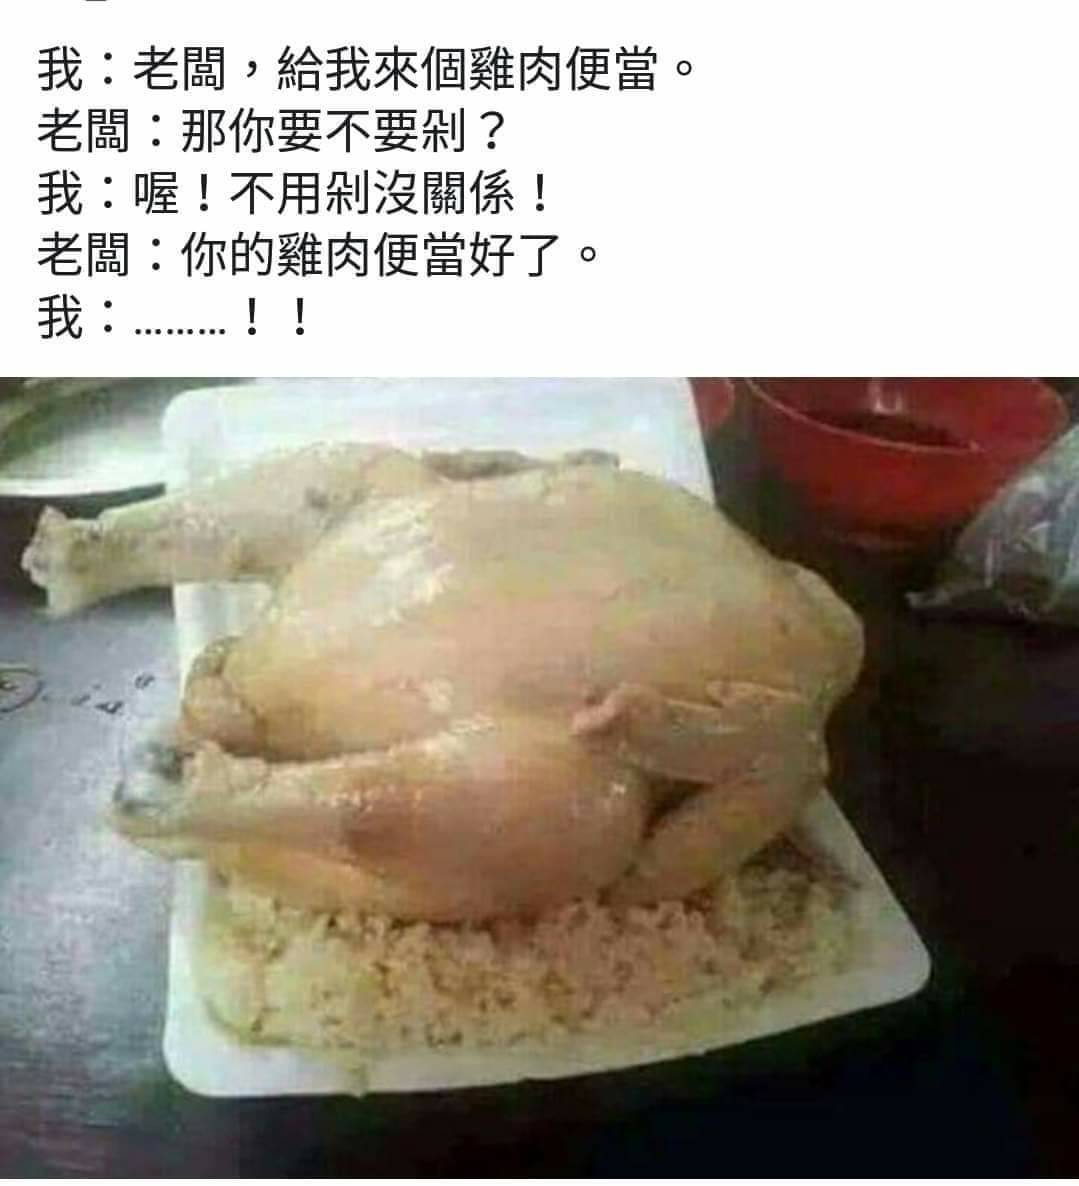 我：老闆，給我來個雞肉便當。
老闆：那你要不要剁？
我：喔！不用剁沒關係！
老闆：你的雞肉便當好了。
我：………！！